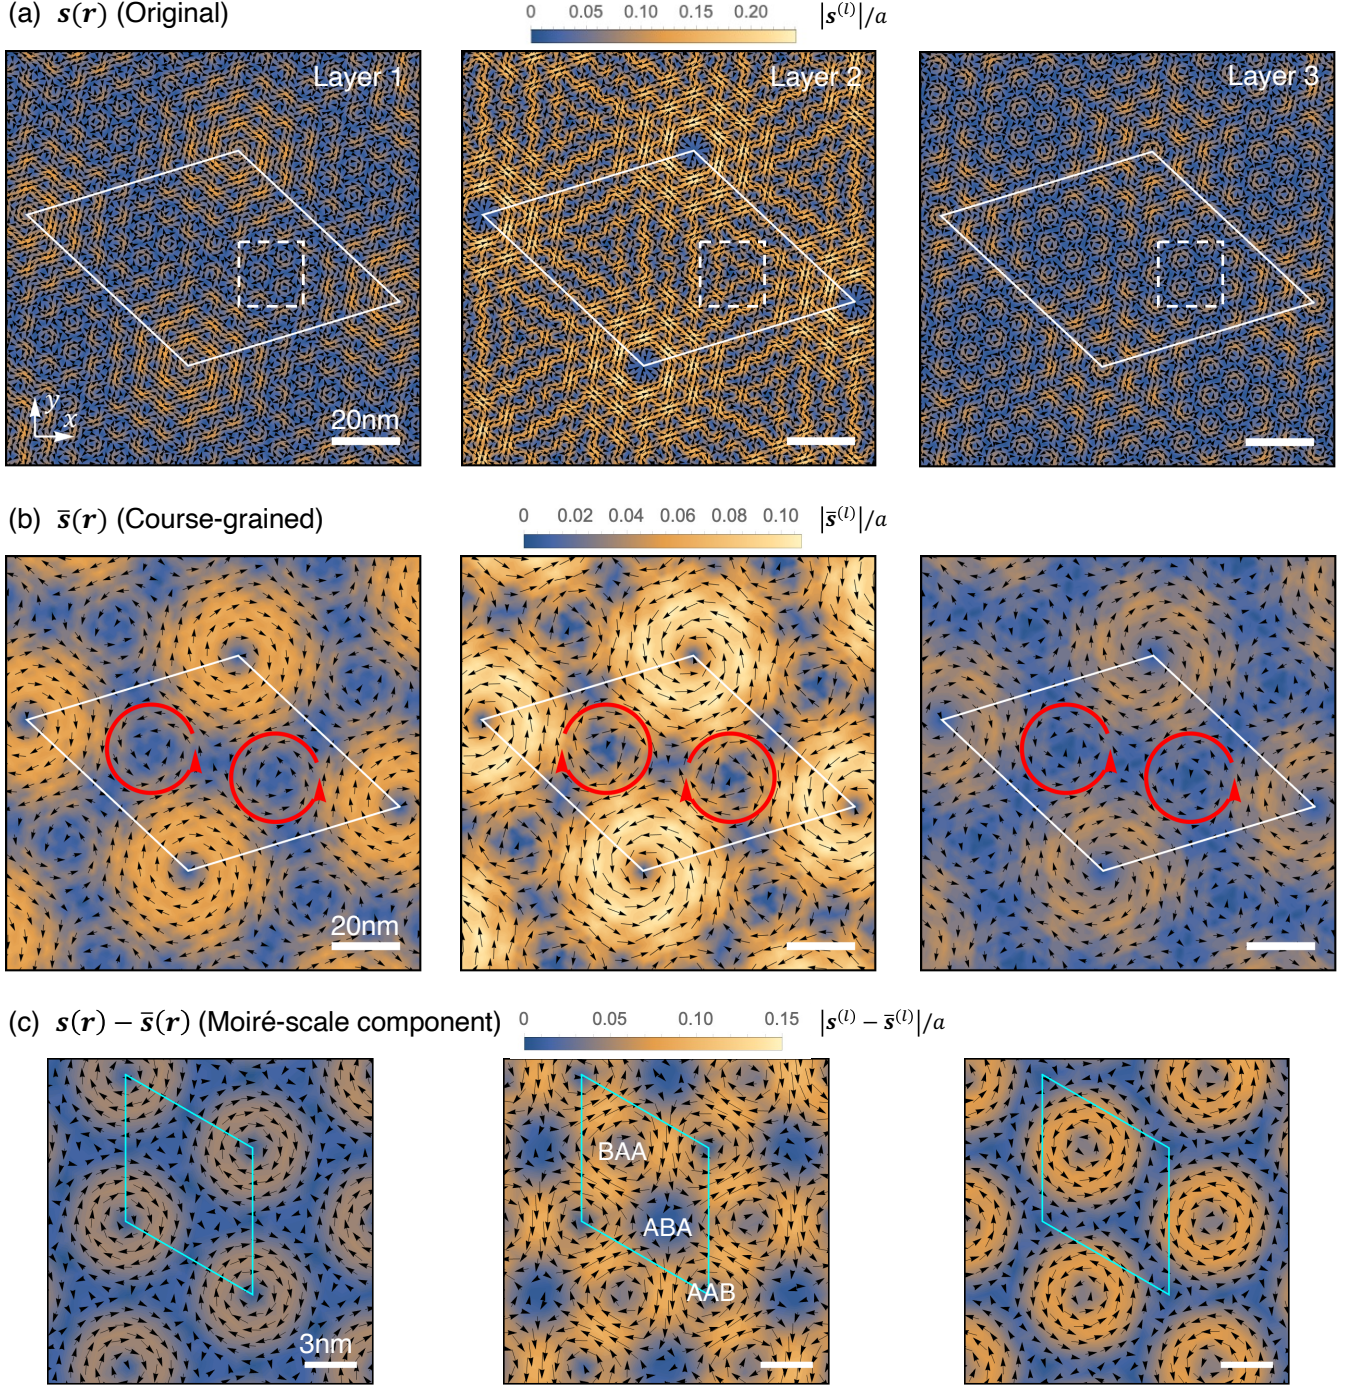 (a) s(r) (Original)
0 0.05 0.10 0.15 0.20 |s⁽ˡ⁾|/a
Layer 1
Layer 2
Layer 3
y
x
20nm
(b) s̄(r) (Course-grained)
0 0.02 0.04 0.06 0.08 0.10 |s̄⁽ˡ⁾|/a
20nm
(c) s(r) − s̄(r) (Moiré-scale component)
0 0.05 0.10 0.15 |s⁽ˡ⁾ − s̄⁽ˡ⁾|/a
BAA
ABA
AAB
3nm